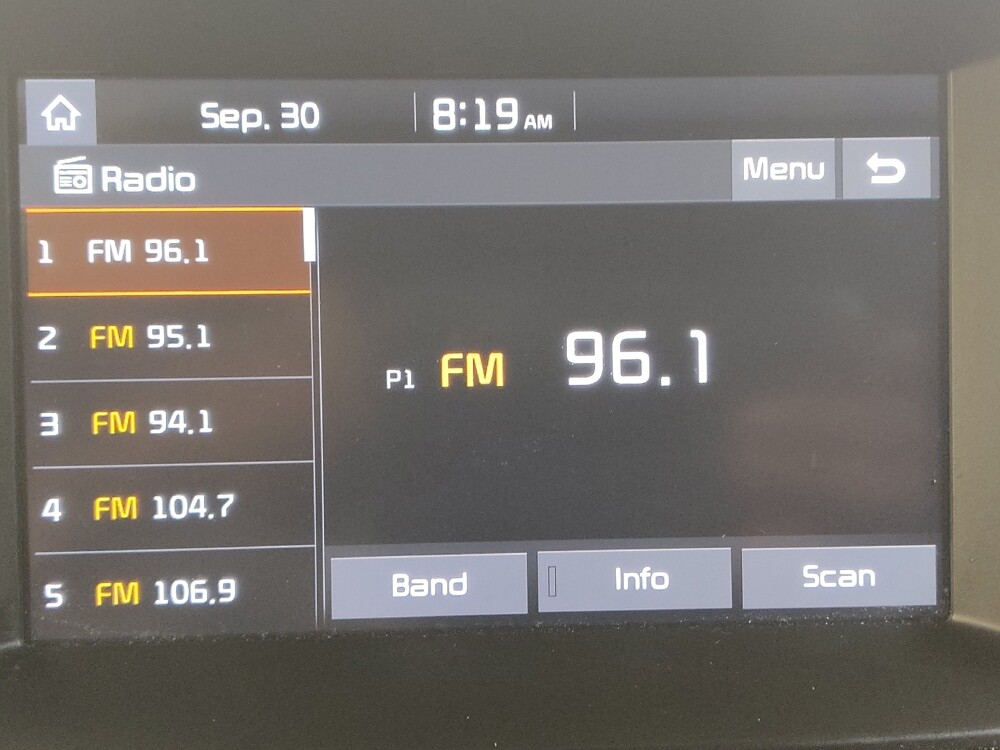 Sep. 30 8:19 AM
Radio Menu
1 FM 96.1
2 FM 95.1
3 FM 94.1
4 FM 104.7
5 FM 106.9
P1 FM 96.1
Band Info Scan